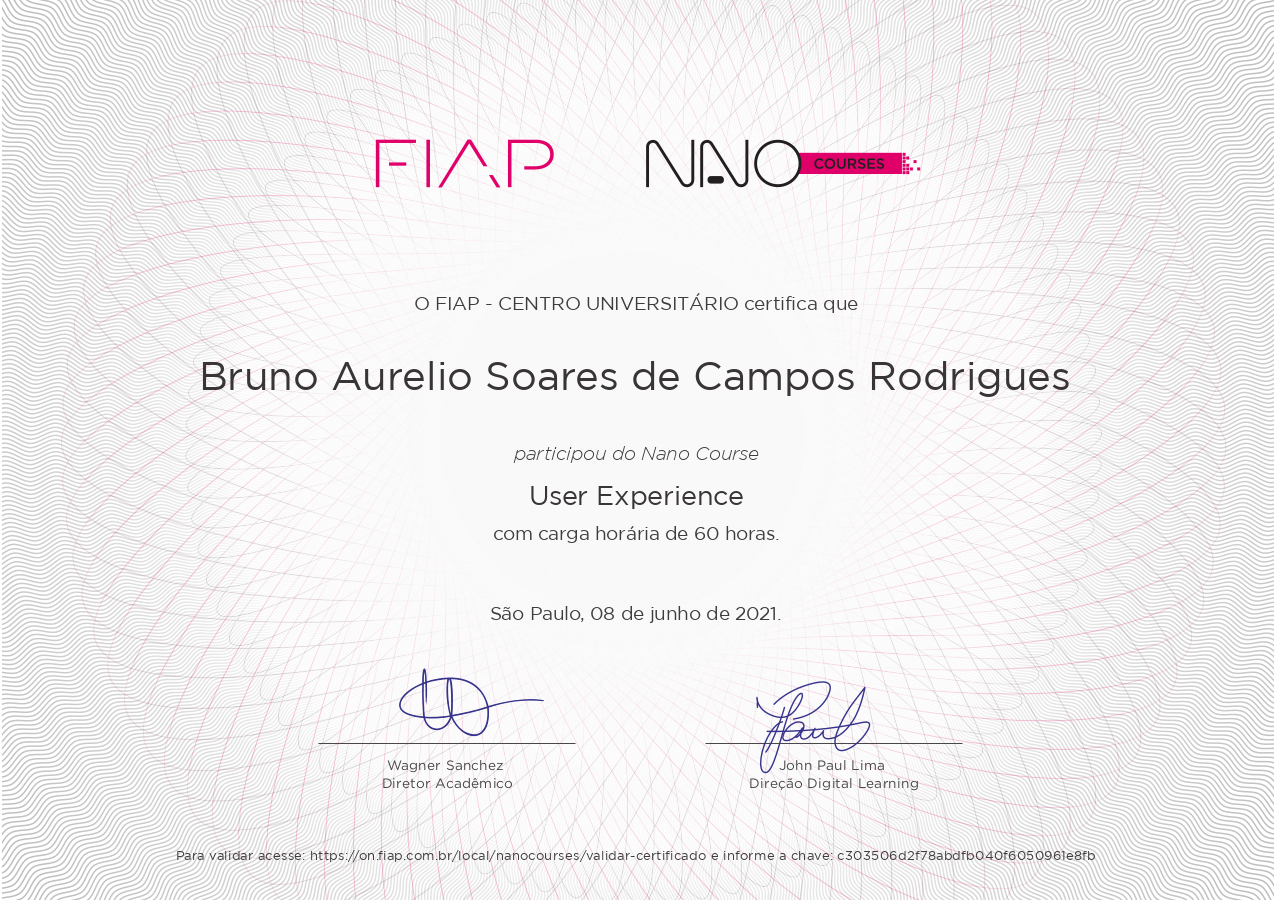 FIAP NANO COURSES
O FIAP - CENTRO UNIVERSITÁRIO certifica que
Bruno Aurelio Soares de Campos Rodrigues
participou do Nano Course
User Experience
com carga horária de 60 horas.
São Paulo, 08 de junho de 2021.
Wagner Sanchez
Diretor Acadêmico
John Paul Lima
Direção Digital Learning
Para validar acesse: https://on.fiap.com.br/local/nanocourses/validar-certificado e informe a chave: c303506d2f78abdfb040f6050961e8fb